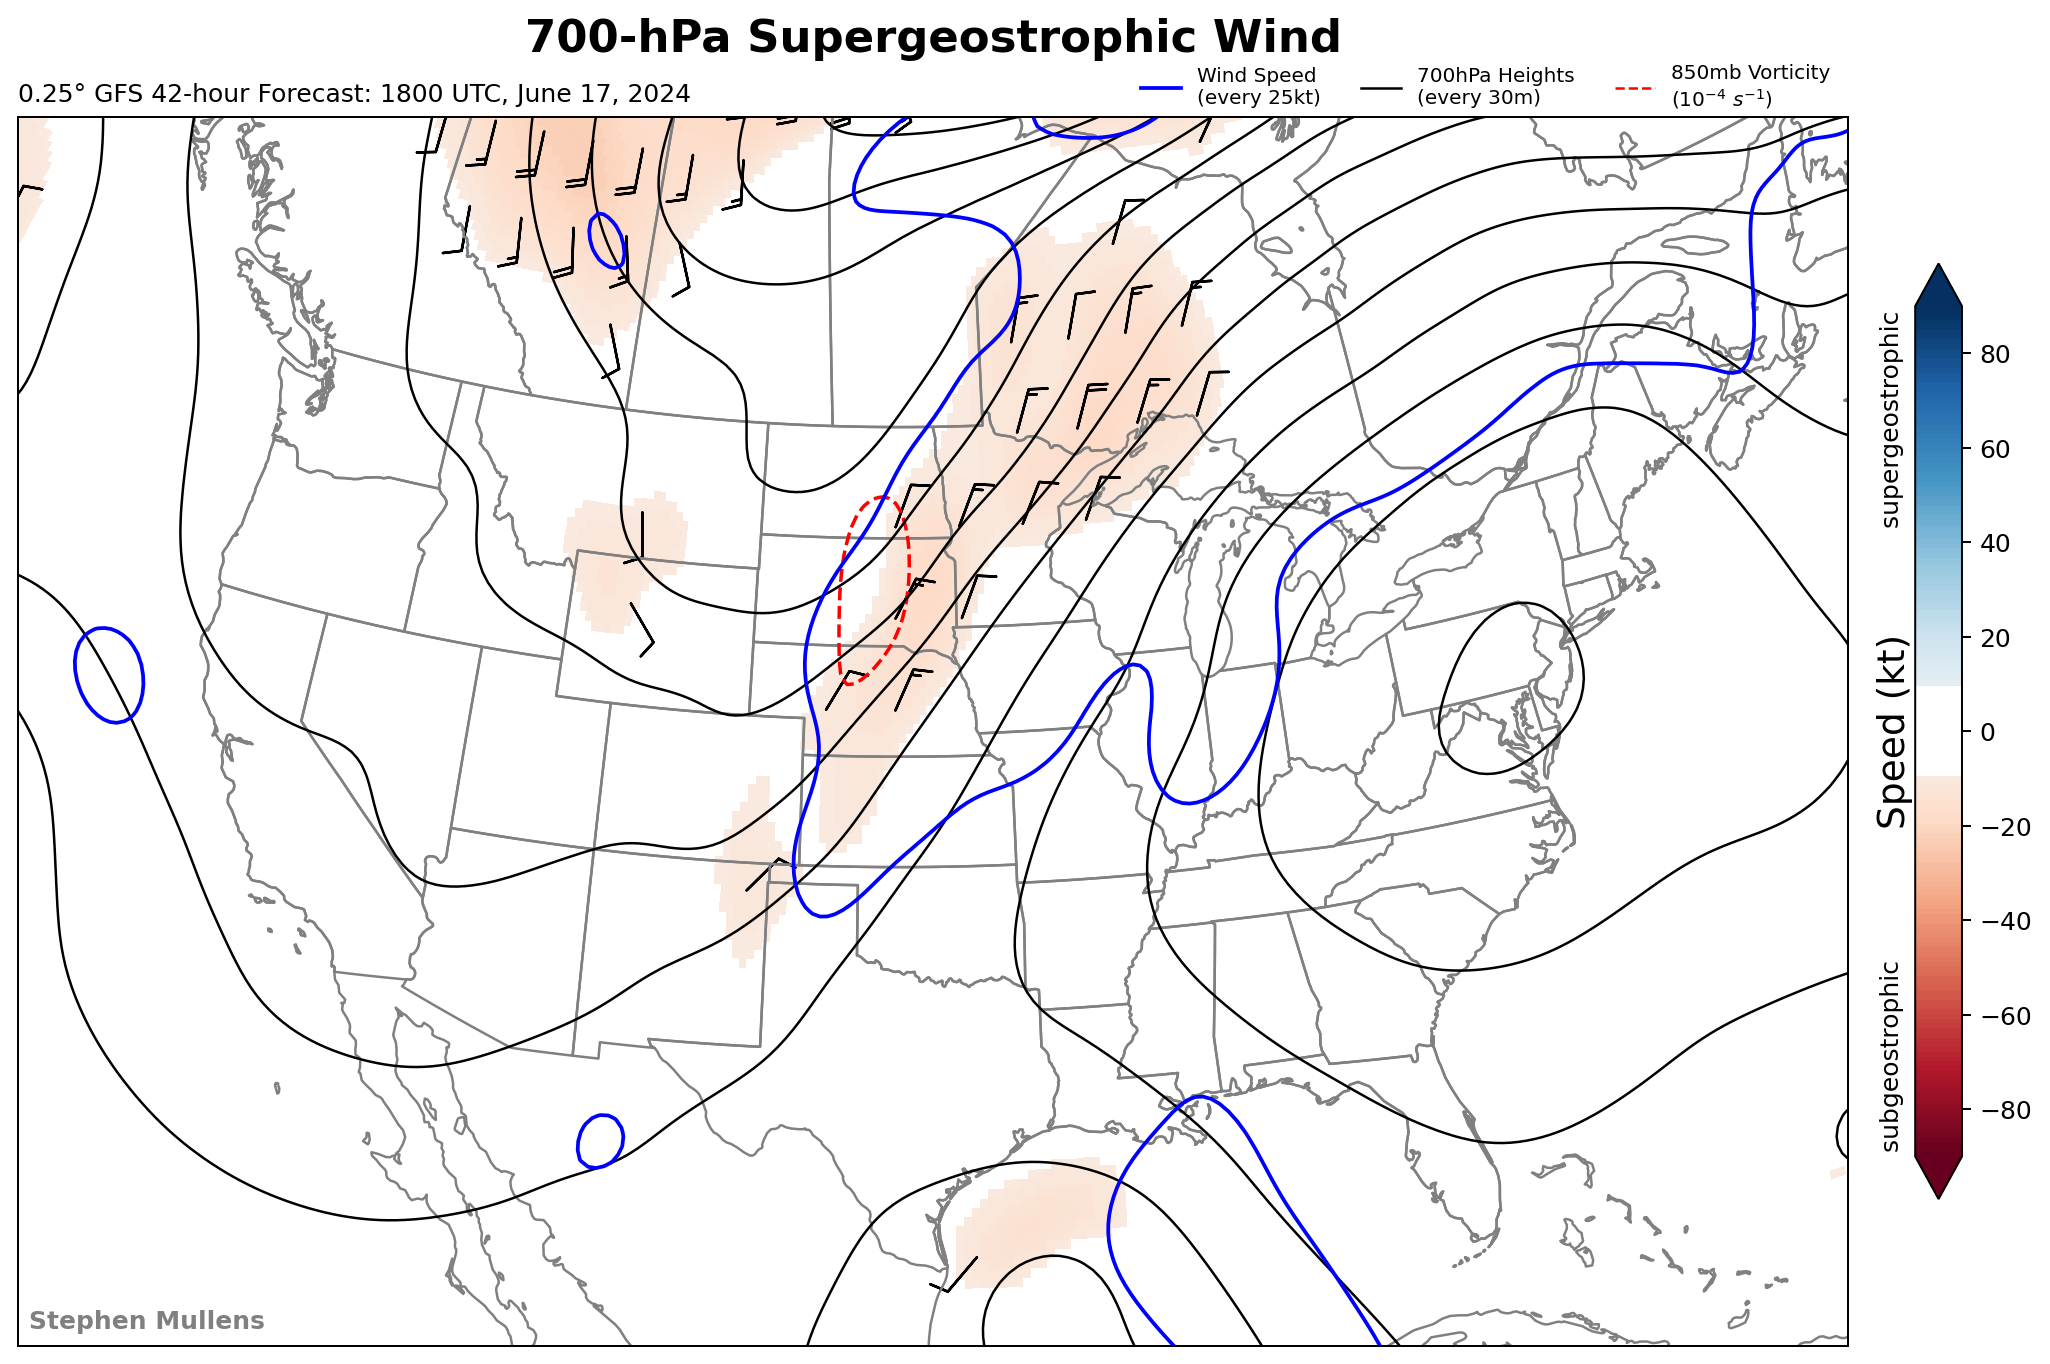 700-hPa Supergeostrophic Wind
0.25° GFS 42-hour Forecast: 1800 UTC, June 17, 2024
Wind Speed
(every 25kt)
700hPa Heights
(every 30m)
850mb Vorticity
(10⁻⁴ s⁻¹)
supergeostrophic
Speed (kt)
subgeostrophic
80
60
40
20
0
−20
−40
−60
−80
Stephen Mullens